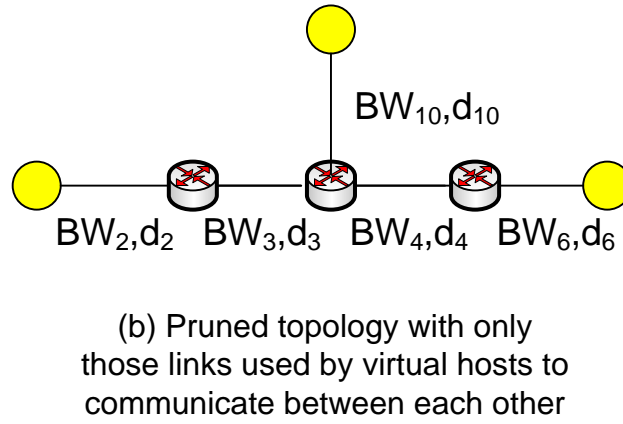 BW₁₀,d₁₀
BW₂,d₂ BW₃,d₃ BW₄,d₄ BW₆,d₆
(b) Pruned topology with only
those links used by virtual hosts to
communicate between each other